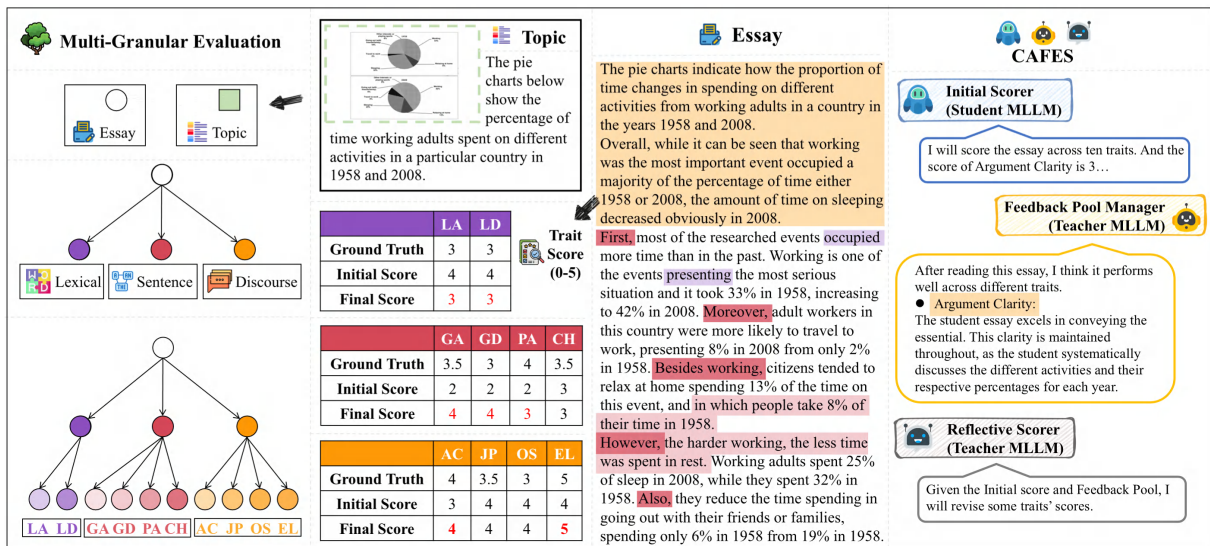 Multi-Granular Evaluation
Essay
Topic
Lexical
Sentence
Discourse
LA LD GA GD PA CH AC JP OS EL
Topic
The pie
charts below
show the
percentage of
time working adults spent on different
activities in a particular country in
1958 and 2008.
LA LD
Ground Truth 3 3
Initial Score 4 4
Final Score 3 3
Trait
Score
(0-5)
GA GD PA CH
Ground Truth 3.5 3 4 3.5
Initial Score 2 2 2 3
Final Score 4 4 3 3
AC JP OS EL
Ground Truth 4 3.5 3 5
Initial Score 3 4 4 4
Final Score 4 4 4 5
Essay
The pie charts indicate how the proportion of
time changes in spending on different
activities from working adults in a country in
the years 1958 and 2008.
Overall, while it can be seen that working
was the most important event occupied a
majority of the percentage of time either
1958 or 2008, the amount of time on sleeping
decreased obviously in 2008.
First, most of the researched events occupied
more time than in the past. Working is one of
the events presenting the most serious
situation and it took 33% in 1958, increasing
to 42% in 2008. Moreover, adult workers in
this country were more likely to travel to
work, presenting 8% in 2008 from only 2%
in 1958. Besides working, citizens tended to
relax at home spending 13% of the time on
this event, and in which people take 8% of
their time in 1958.
However, the harder working, the less time
was spent in rest. Working adults spent 25%
of sleep in 2008, while they spent 32% in
1958. Also, they reduce the time spending in
going out with their friends or families,
spending only 6% in 1958 from 19% in 1958.
CAFES
Initial Scorer
(Student MLLM)
I will score the essay across ten traits. And the
score of Argument Clarity is 3…
Feedback Pool Manager
(Teacher MLLM)
After reading this essay, I think it performs
well across different traits.
● Argument Clarity:
The student essay excels in conveying the
essential. This clarity is maintained
throughout, as the student systematically
discusses the different activities and their
respective percentages for each year.
Reflective Scorer
(Teacher MLLM)
Given the Initial score and Feedback Pool, I
will revise some traits' scores.